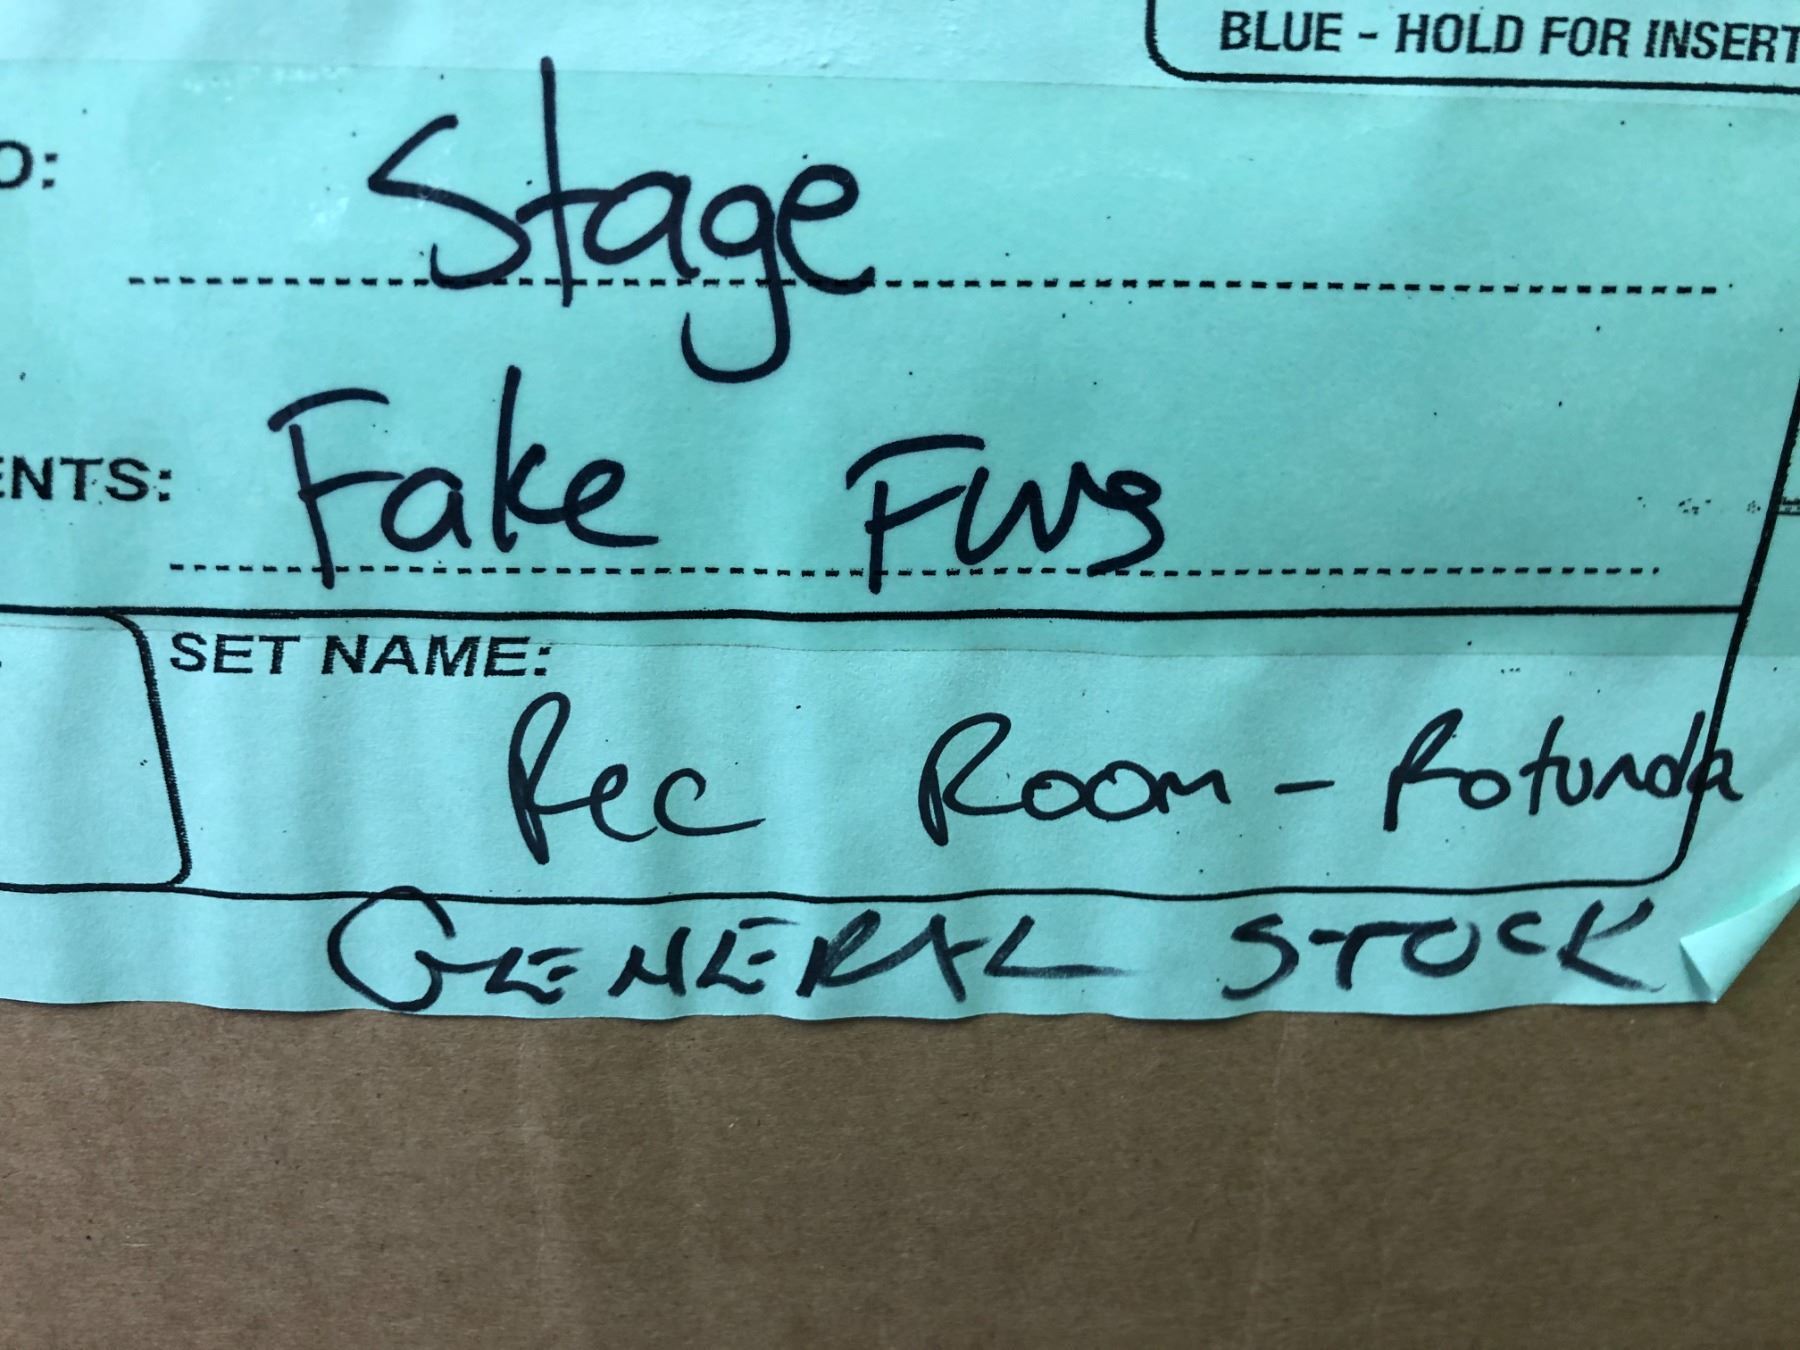 BLUE - HOLD FOR INSERT
O: Stage
ENTS: Fake FWS
SET NAME:
Rec Room - Rotunda
GENERAL STOCK